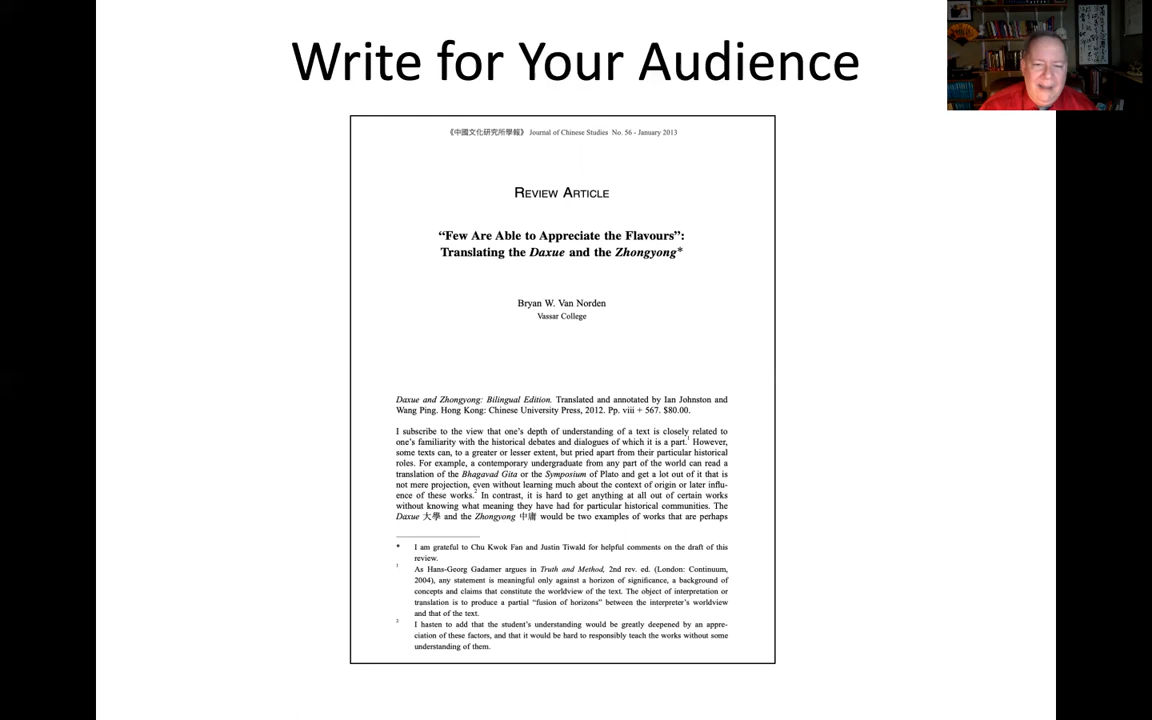 Write for Your Audience
《中國文化研究所學報》 Journal of Chinese Studies No. 56 - January 2013
REVIEW ARTICLE
“Few Are Able to Appreciate the Flavours”:
Translating the Daxue and the Zhongyong*
Bryan W. Van Norden
Vassar College
Daxue and Zhongyong: Bilingual Edition. Translated and annotated by Ian Johnston and
Wang Ping. Hong Kong: Chinese University Press, 2012. Pp. viii + 567. $80.00.
I subscribe to the view that one’s depth of understanding of a text is closely related to
one’s familiarity with the historical debates and dialogues of which it is a part.1 However,
some texts can, to a greater or lesser extent, but pried apart from their particular historical
roles. For example, a contemporary undergraduate from any part of the world can read a
translation of the Bhagavad Gita or the Symposium of Plato and get a lot out of it that is
not mere projection, even without learning much about the context of origin or later influ-
ence of these works.2 In contrast, it is hard to get anything at all out of certain works
without knowing what meaning they have had for particular historical communities. The
Daxue 大學 and the Zhongyong 中庸 would be two examples of works that are perhaps
* I am grateful to Chu Kwok Fan and Justin Tiwald for helpful comments on the draft of this
review.
1 As Hans-Georg Gadamer argues in Truth and Method, 2nd rev. ed. (London: Continuum,
2004), any statement is meaningful only against a horizon of significance, a background of
concepts and claims that constitute the worldview of the text. The object of interpretation or
translation is to produce a partial “fusion of horizons” between the interpreter’s worldview
and that of the text.
2 I hasten to add that the student’s understanding would be greatly deepened by an appre-
ciation of these factors, and that it would be hard to responsibly teach the works without some
understanding of them.